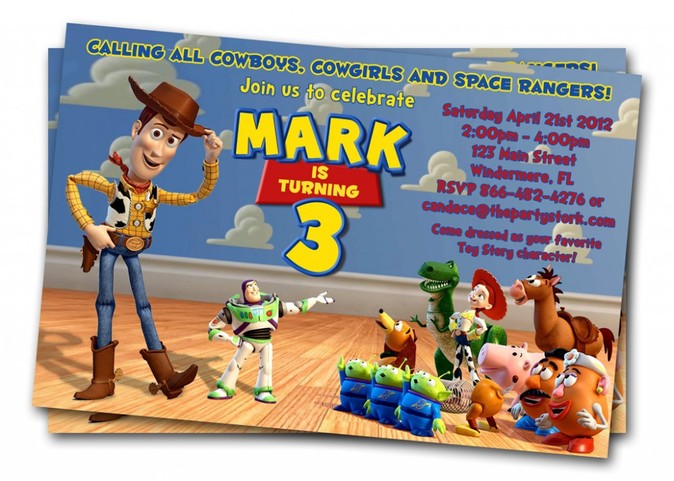 CALLING ALL COWBOYS, COWGIRLS AND SPACE RANGERS!
Join us to celebrate
MARK
IS
TURNING
3
Saturday April 21st 2012
2:00pm - 4:00pm
123 Main Street
Windermere, FL
RSVP 866-482-4276 or
candace@thepartystork.com
Come dressed as your favorite
Toy Story character!
RANGERS!